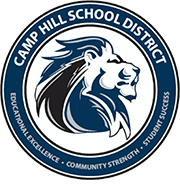 CAMP HILL SCHOOL DISTRICT
EDUCATIONAL EXCELLENCE • COMMUNITY STRENGTH • STUDENT SUCCESS